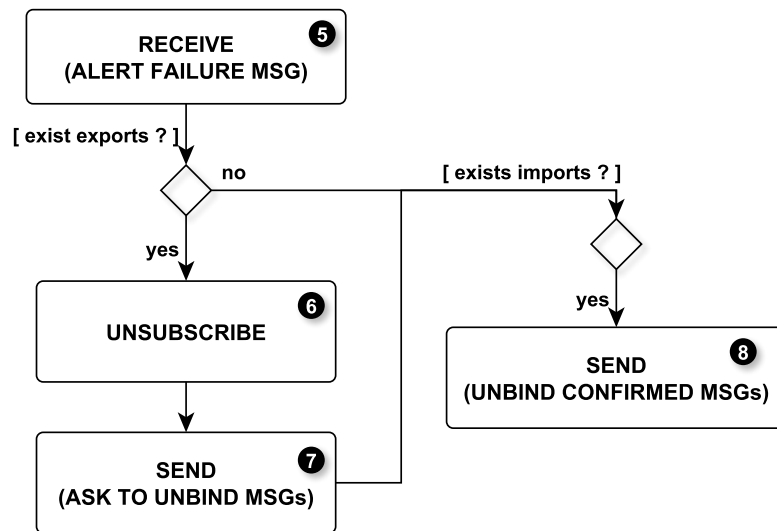 5
RECEIVE
(ALERT FAILURE MSG)
[ exist exports ? ]
no
[ exists imports ? ]
yes
6
UNSUBSCRIBE
yes
8
SEND
(UNBIND CONFIRMED MSGs)
7
SEND
(ASK TO UNBIND MSGs)